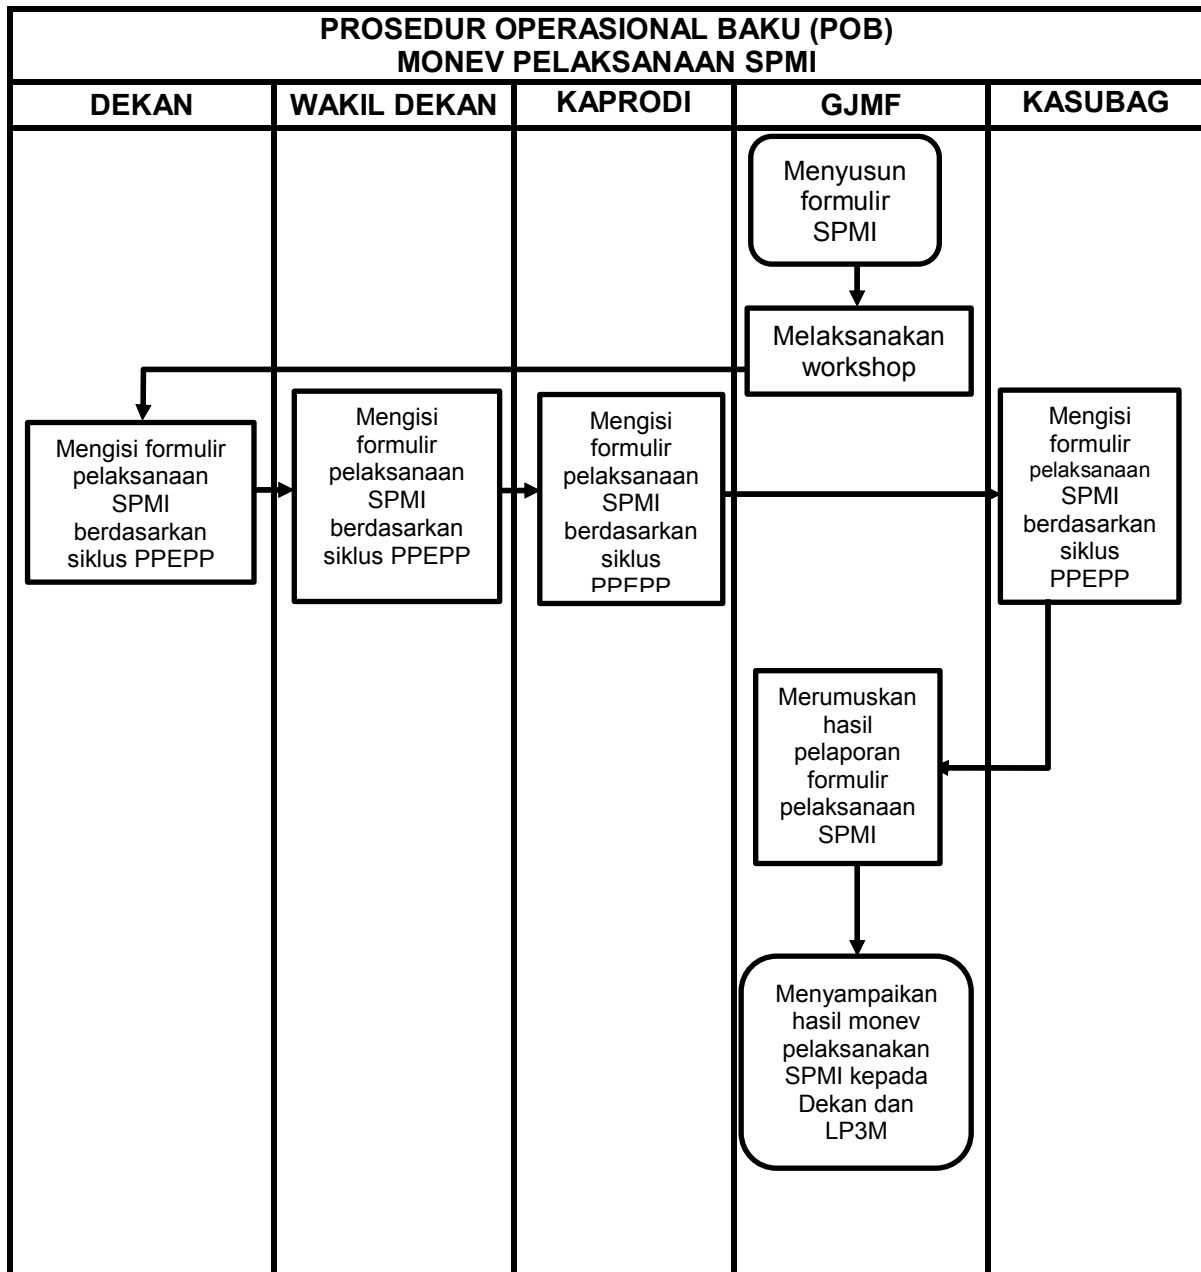 PROSEDUR OPERASIONAL BAKU (POB)
MONEV PELAKSANAAN SPMI
DEKAN
WAKIL DEKAN
KAPRODI
GJMF
KASUBAG
Menyusun
formulir
SPMI
Melaksanakan
workshop
Mengisi formulir
pelaksanaan
SPMI
berdasarkan
siklus PPEPP
Mengisi
formulir
pelaksanaan
SPMI
berdasarkan
siklus PPEPP
Mengisi
formulir
pelaksanaan
SPMI
berdasarkan
siklus
PPEPP
Mengisi
formulir
pelaksanaan
SPMI
berdasarkan
siklus
PPEPP
Merumuskan
hasil
pelaporan
formulir
pelaksanaan
SPMI
Menyampaikan
hasil monev
pelaksanakan
SPMI kepada
Dekan dan
LP3M